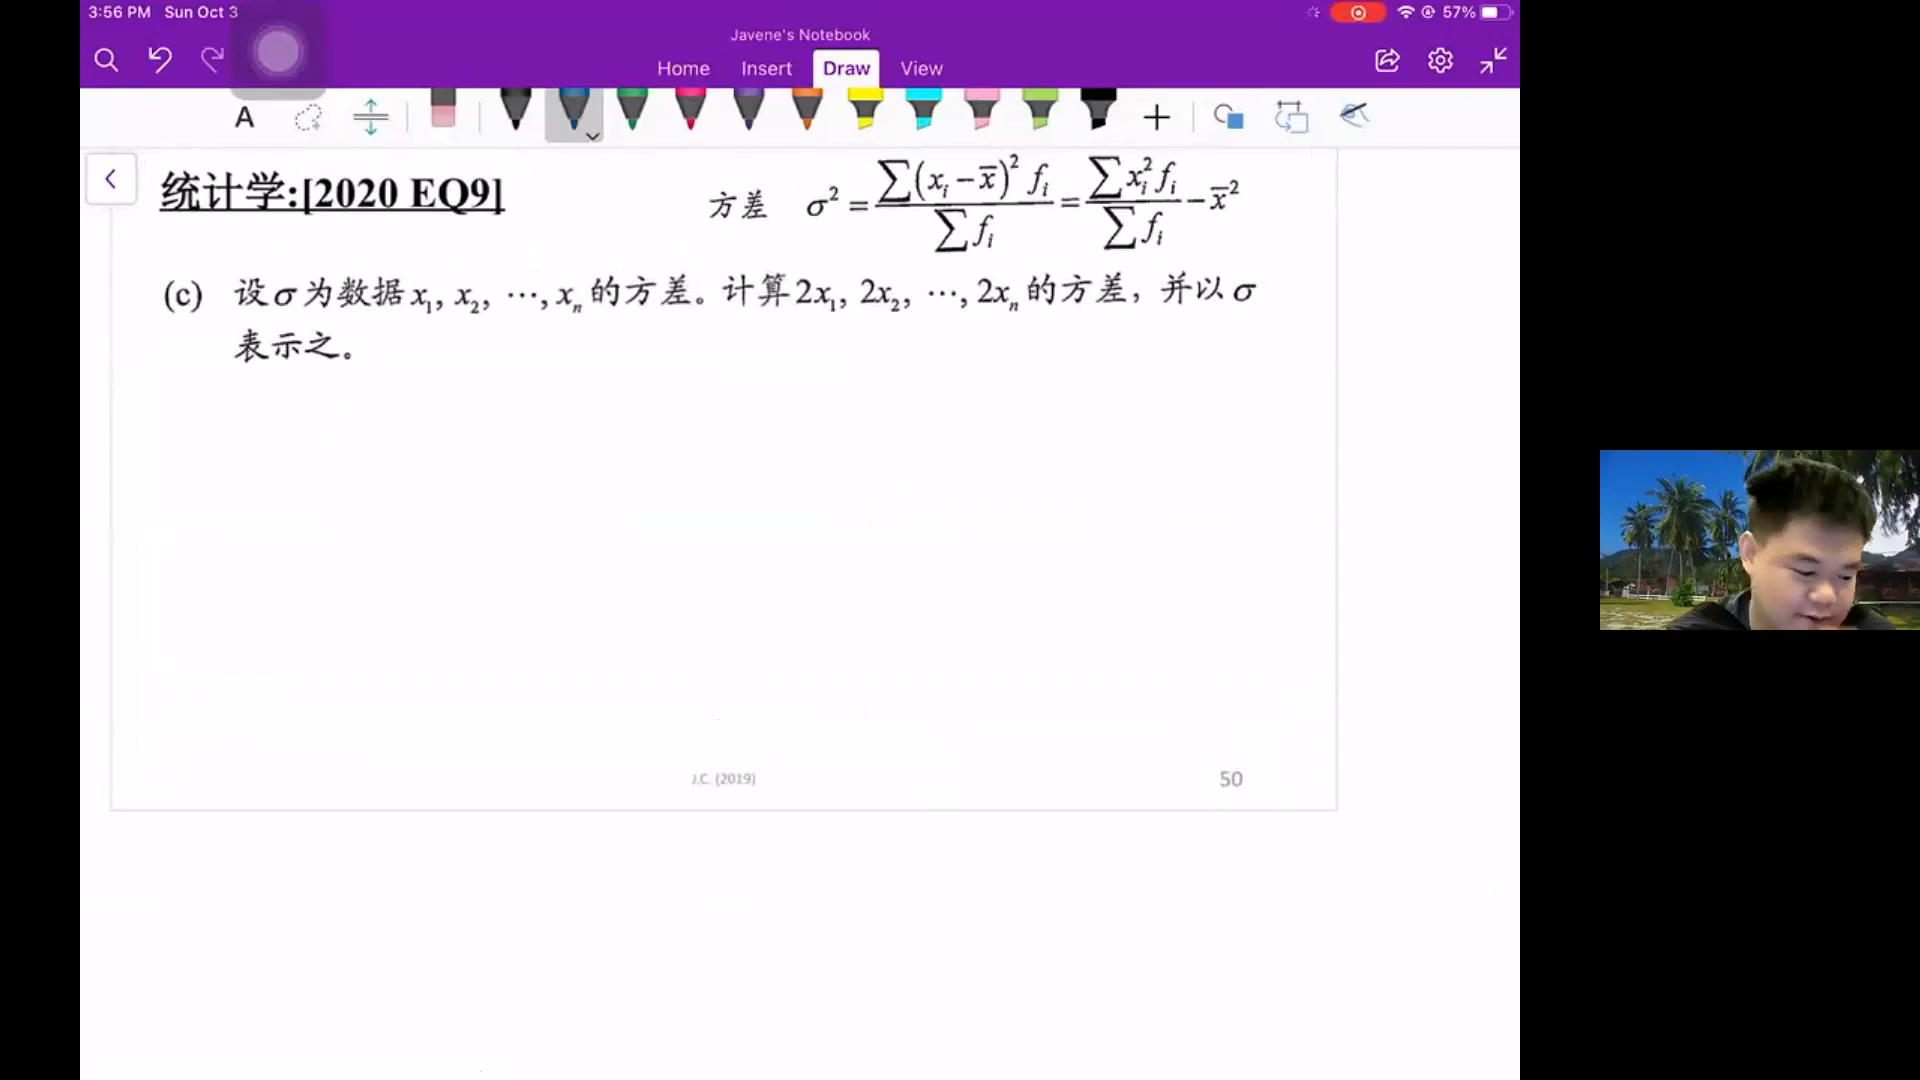 3:56 PM Sun Oct 3
57%
Javene's Notebook
Home Insert Draw View
A
统计学:[2020 EQ9]
方差 σ² = ∑(xᵢ − x̄)² fᵢ / ∑fᵢ = ∑xᵢ² fᵢ / ∑fᵢ − x̄²
(c) 设σ为数据x₁, x₂, ⋯, xₙ的方差。计算2x₁, 2x₂, ⋯, 2xₙ的方差，并以σ
表示之。
J.C. (2019)
50